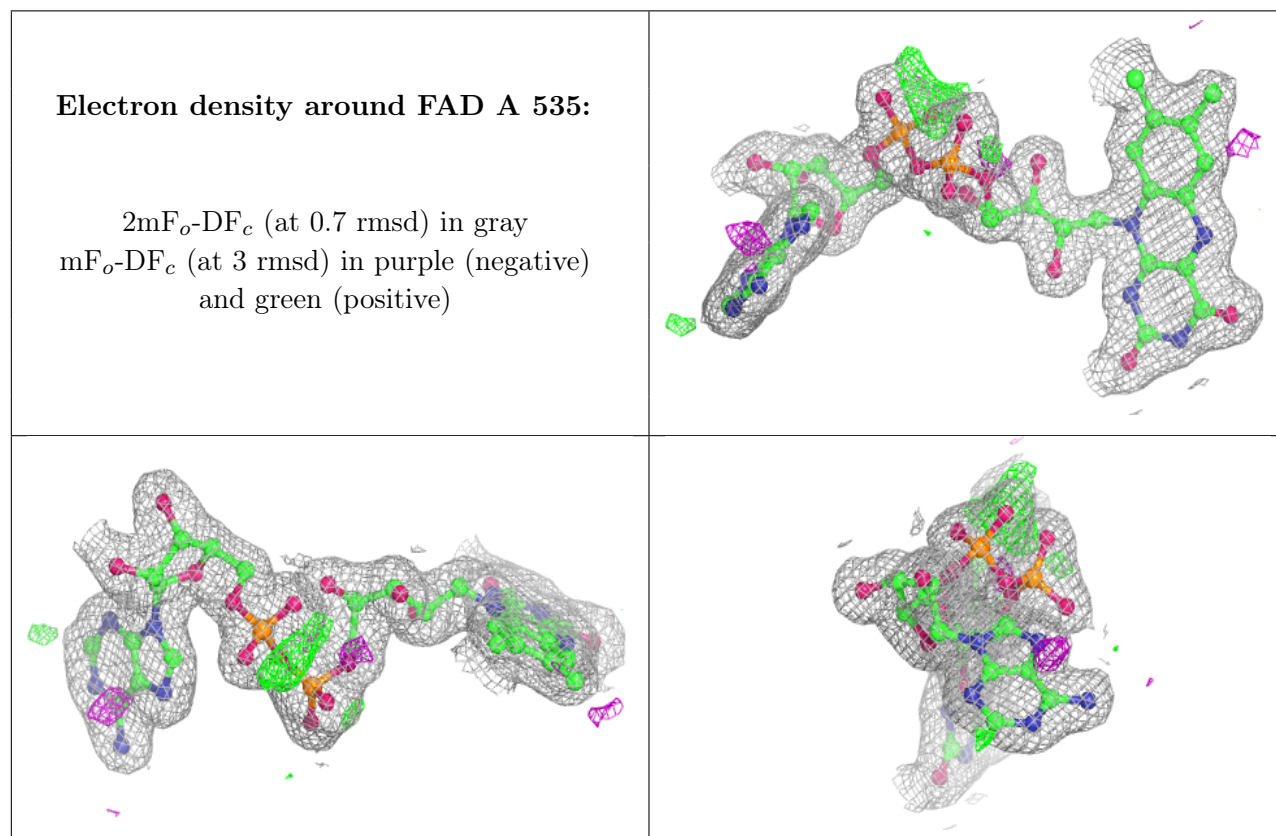 Electron density around FAD A 535:
2mFo-DFc (at 0.7 rmsd) in gray
mFo-DFc (at 3 rmsd) in purple (negative)
and green (positive)